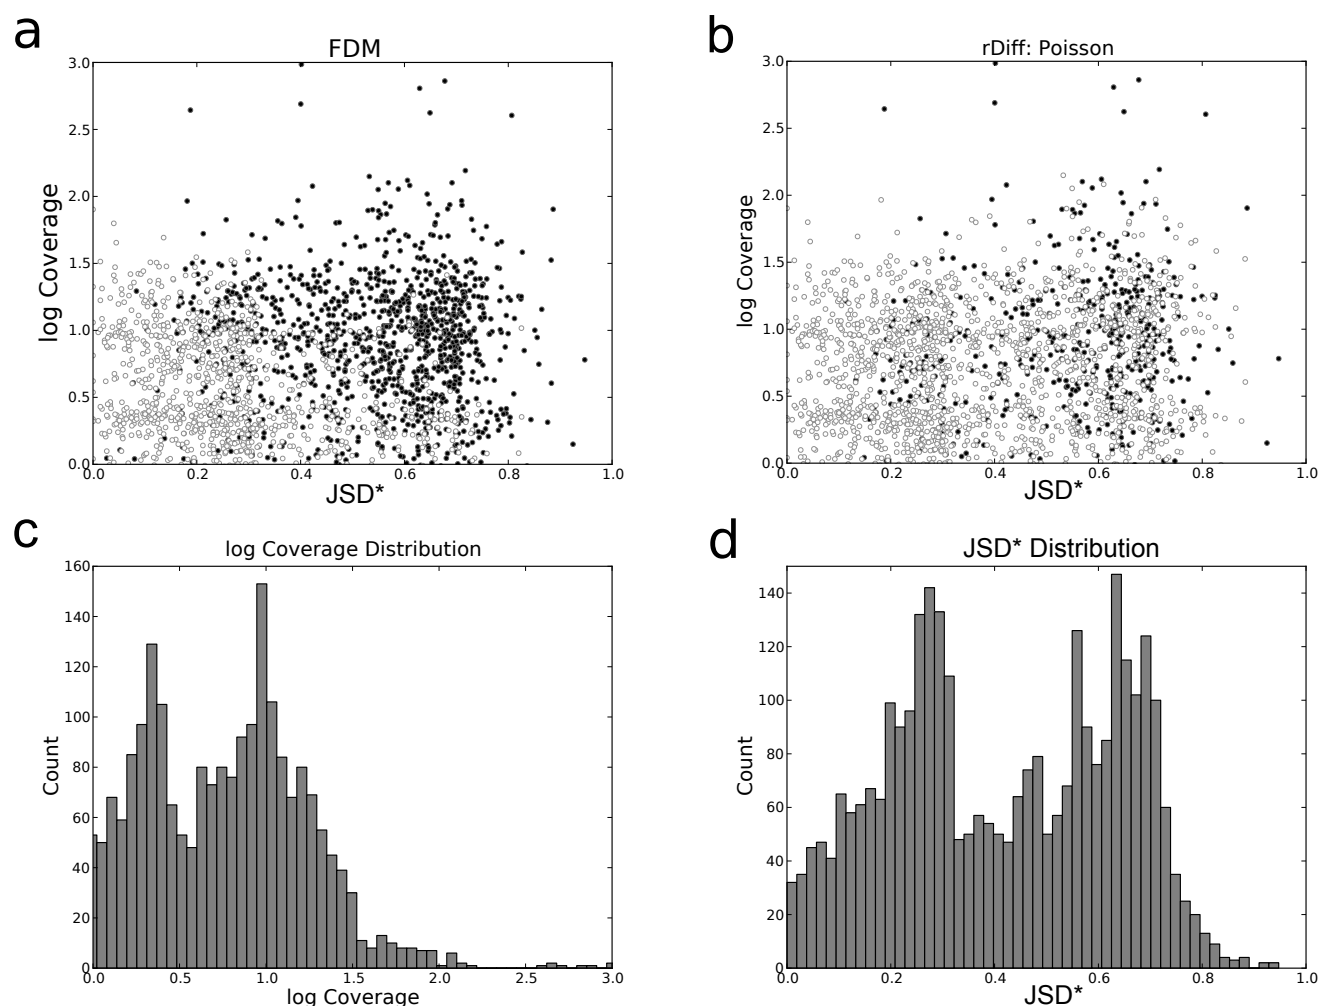 a
FDM
3.0
2.5
2.0
1.5
1.0
0.5
0.0
log Coverage
0.0 0.2 0.4 0.6 0.8 1.0
JSD*
b
rDiff: Poisson
3.0
2.5
2.0
1.5
1.0
0.5
0.0
log Coverage
0.0 0.2 0.4 0.6 0.8 1.0
JSD*
c
log Coverage Distribution
160
140
120
100
80
60
40
20
0
Count
0.0 0.5 1.0 1.5 2.0 2.5 3.0
log Coverage
d
JSD* Distribution
140
120
100
80
60
40
20
0
Count
0.0 0.2 0.4 0.6 0.8 1.0
JSD*